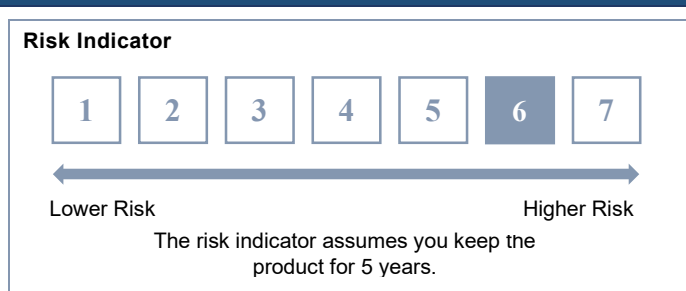 Risk Indicator
1 2 3 4 5 6 7
Lower Risk Higher Risk
The risk indicator assumes you keep the
product for 5 years.